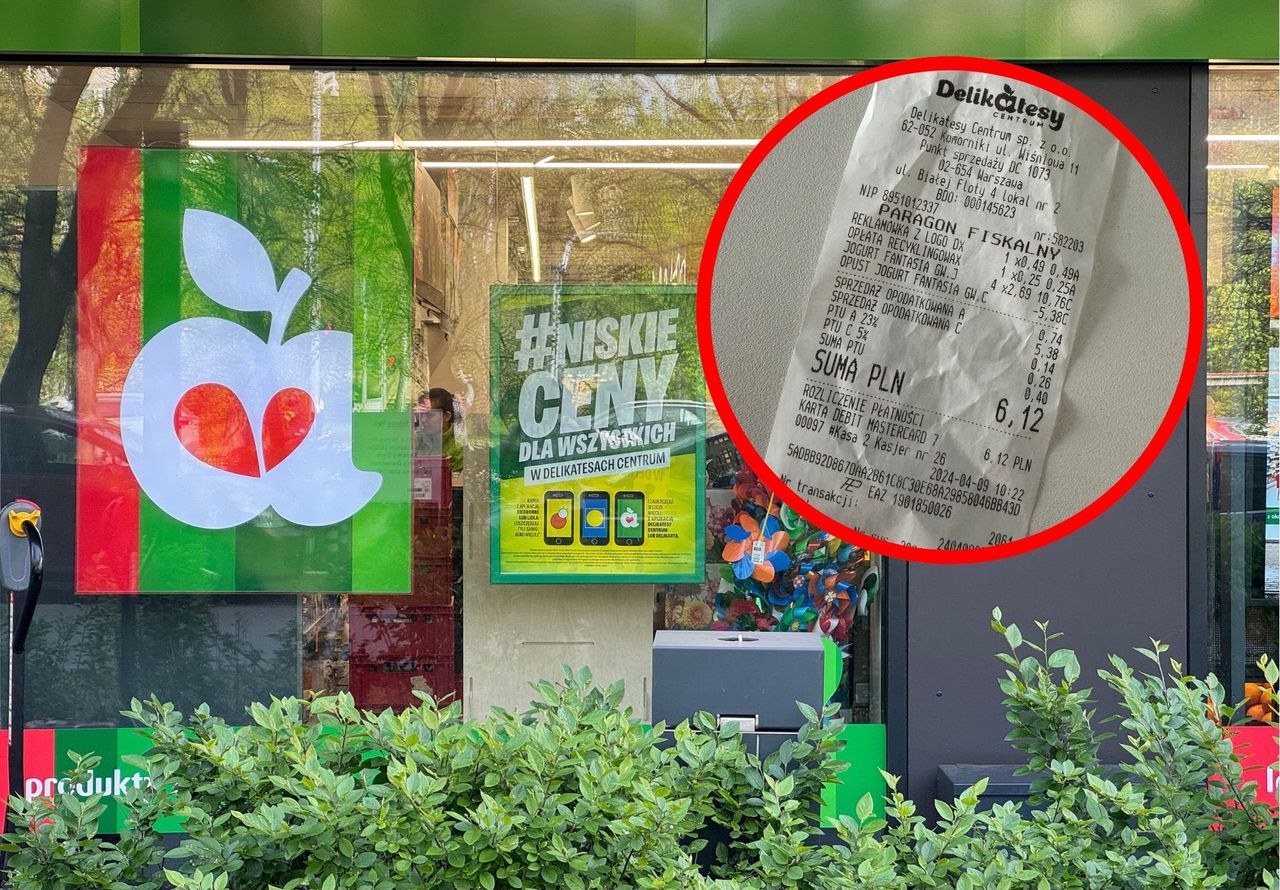 #NISKIE
CENY
DLA WSZYSTKICH
W DELIKATESACH CENTRUM
produkt
Delikatesy
CENTRUM
Delikatesy Centrum sp. z o.o.
62-052 Komorniki ul. Wiśniowa 11
Punkt sprzedaży DC 1073
02-654 Warszawa
ul. Białej Floty 4 lokal nr 2
BDO: 000145623
NIP 8951012337 nr:582203
PARAGON FISKALNY
REKLAMÓWKA Z LOGO DX 1 x0,49 0,49A
OPŁATA RECYKLINGOWAX 1 x0,25 0,25A
JOGURT FANTASIA GW.J 4 x2,69 10,76C
OPUST JOGURT FANTASIA GW,C -5,38C
SPRZEDAŻ OPODATKOWANA A 0,74
SPRZEDAŻ OPODATKOWANA C 5,38
PTU A 23% 0,14
PTU C 5% 0,26
SUMA PTU 0,40
SUMA PLN 6,12
ROZLICZENIE PŁATNOŚCI
KARTA DEBIT MASTERCARD 7 6,12 PLN
00097 #Kasa 2 Kasjer nr 26 2024-04-09 10:22
EAZ 1901850026
Nr transakcji: 2061